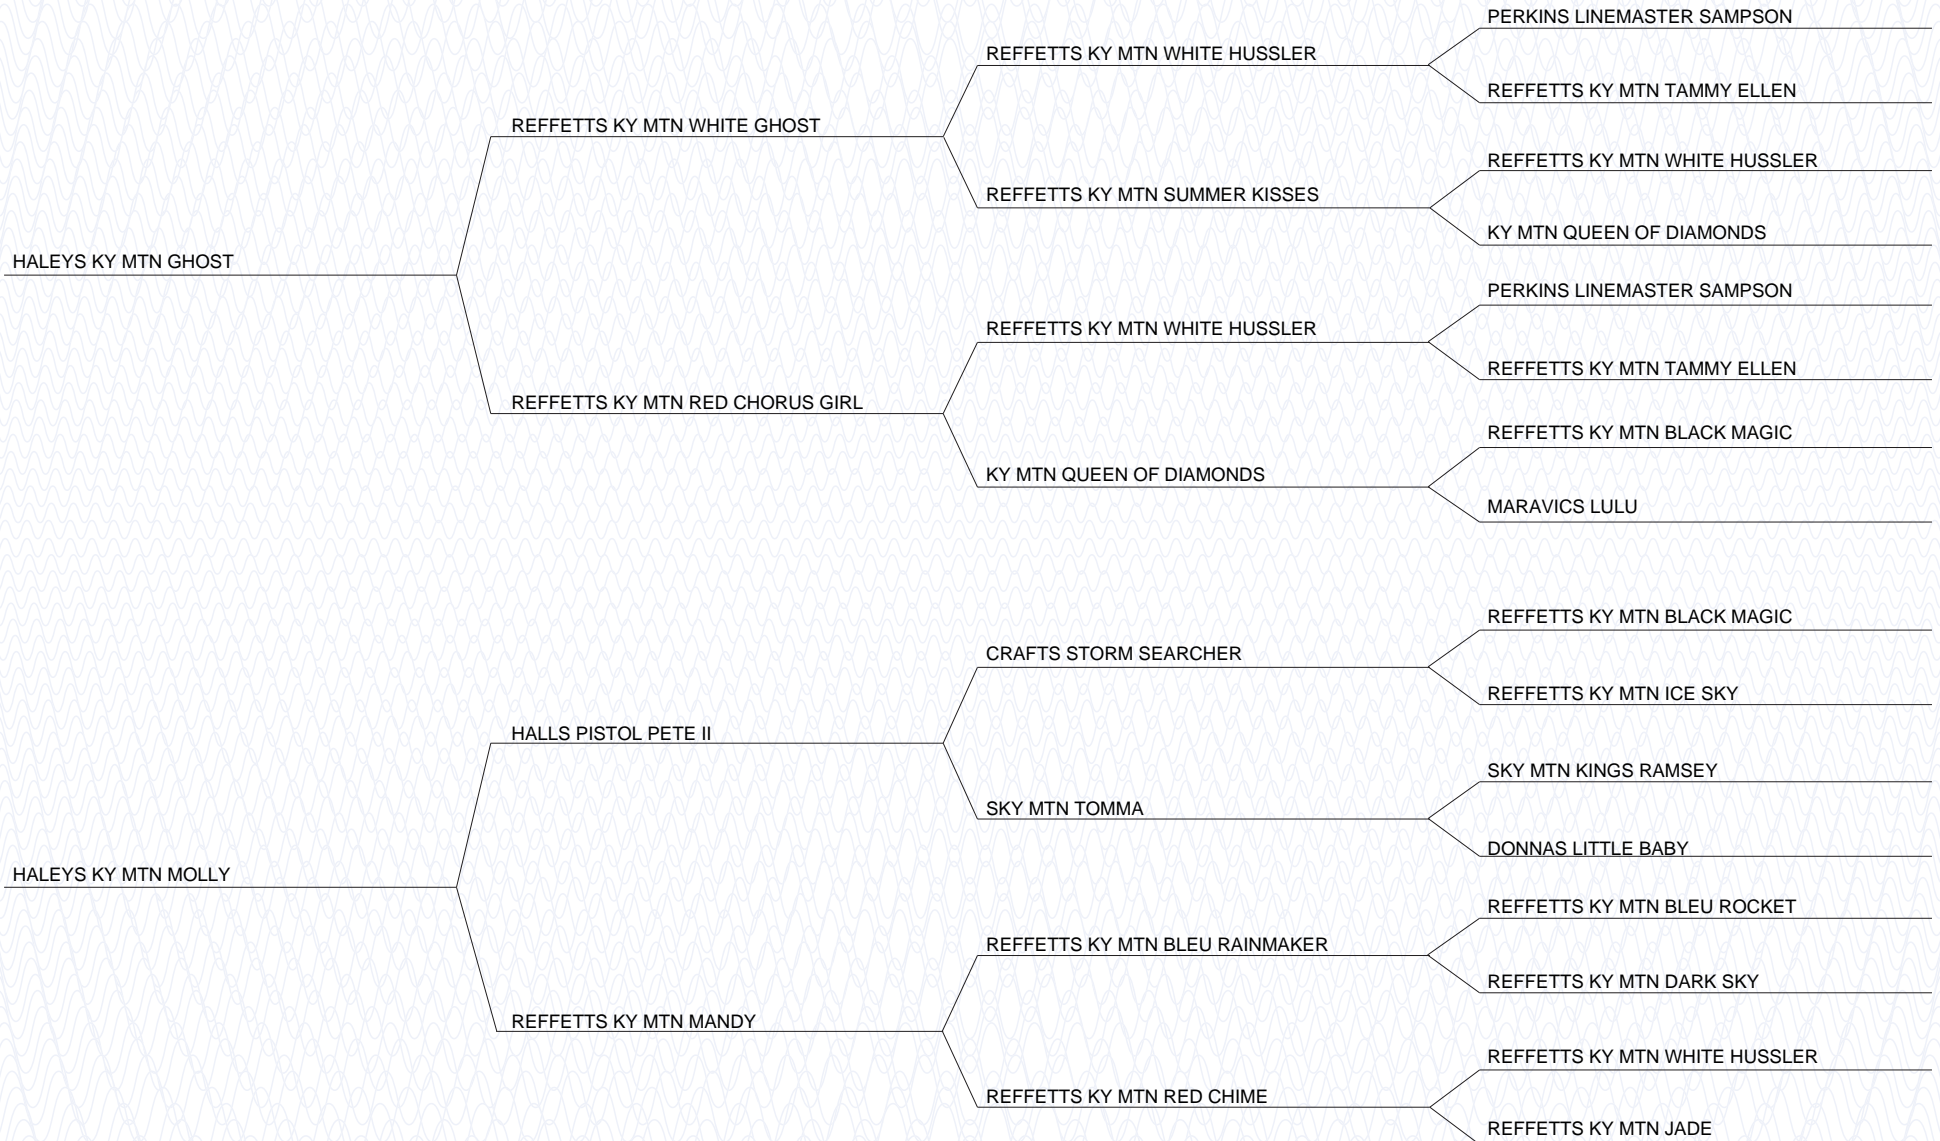 PERKINS LINEMASTER SAMPSON
REFFETTS KY MTN WHITE HUSSLER
REFFETTS KY MTN TAMMY ELLEN
REFFETTS KY MTN WHITE GHOST
REFFETTS KY MTN WHITE HUSSLER
REFFETTS KY MTN SUMMER KISSES
KY MTN QUEEN OF DIAMONDS
HALEYS KY MTN GHOST
PERKINS LINEMASTER SAMPSON
REFFETTS KY MTN WHITE HUSSLER
REFFETTS KY MTN TAMMY ELLEN
REFFETTS KY MTN RED CHORUS GIRL
REFFETTS KY MTN BLACK MAGIC
KY MTN QUEEN OF DIAMONDS
MARAVICS LULU
REFFETTS KY MTN BLACK MAGIC
CRAFTS STORM SEARCHER
REFFETTS KY MTN ICE SKY
HALLS PISTOL PETE II
SKY MTN KINGS RAMSEY
SKY MTN TOMMA
DONNAS LITTLE BABY
HALEYS KY MTN MOLLY
REFFETTS KY MTN BLEU ROCKET
REFFETTS KY MTN BLEU RAINMAKER
REFFETTS KY MTN DARK SKY
REFFETTS KY MTN MANDY
REFFETTS KY MTN WHITE HUSSLER
REFFETTS KY MTN RED CHIME
REFFETTS KY MTN JADE